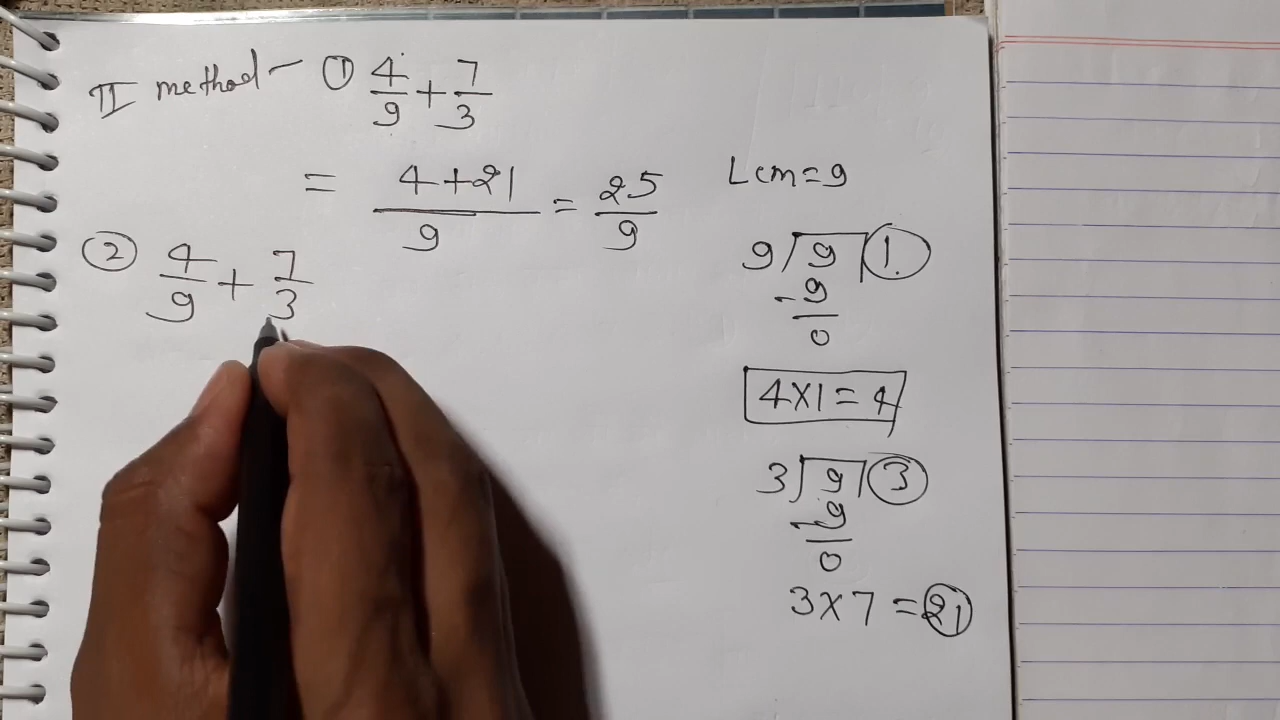 II method - ① 4/9 + 7/3
= 4+21/9 = 25/9
② 4/9 + 7/3
Lcm = 9
9 ) 9 ( 1
- 9
0
4 X 1 = 4
3 ) 9 ( 3
- 9
0
3 X 7 = 21